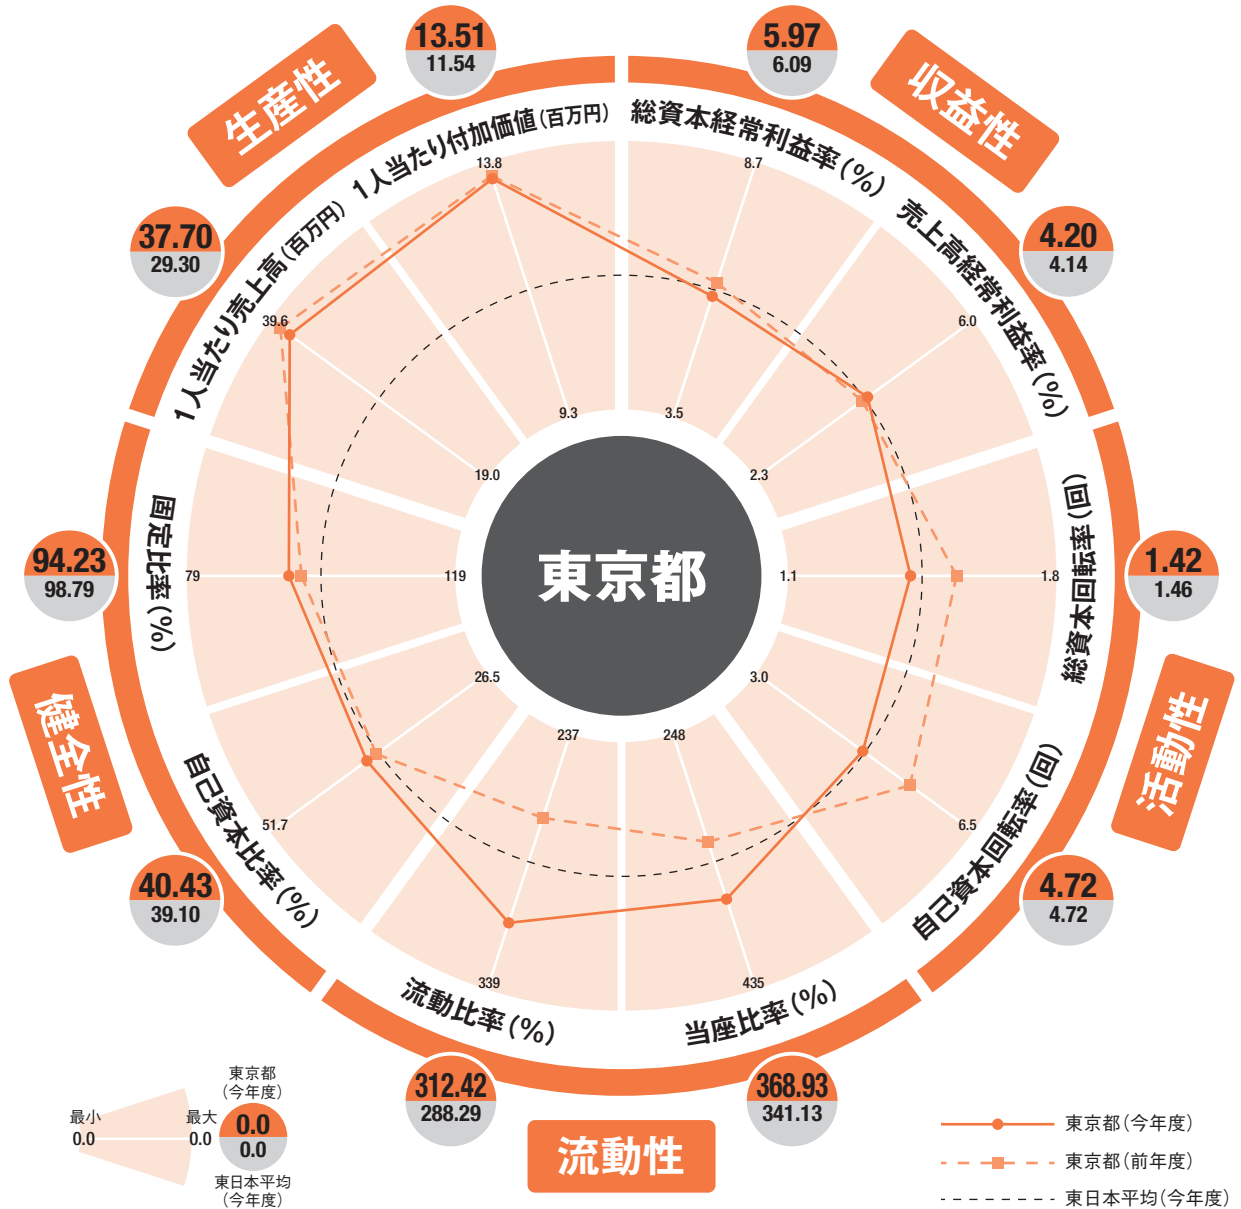 生産性
13.51
11.54
5.97
6.09
収益性
1人当たり付加価値(百万円)
総資本経常利益率(%)
13.8
8.7
37.70
29.30
4.20
4.14
1人当たり売上高(百万円)
売上高経常利益率(%)
39.6
6.0
9.3
3.5
19.0
2.3
94.23
98.79
固定比率(%)
79
119
東京都
1.1
1.8
総資本回転率(回)
1.42
1.46
26.5
3.0
237
248
健全性
活動性
自己資本比率(%)
自己資本回転率(回)
51.7
6.5
40.43
39.10
4.72
4.72
339
435
流動比率(%)
当座比率(%)
312.42
288.29
368.93
341.13
流動性
東京都
(今年度)
最小
0.0
最大
0.0
0.0
0.0
東日本平均
(今年度)
東京都(今年度)
東京都(前年度)
東日本平均(今年度)